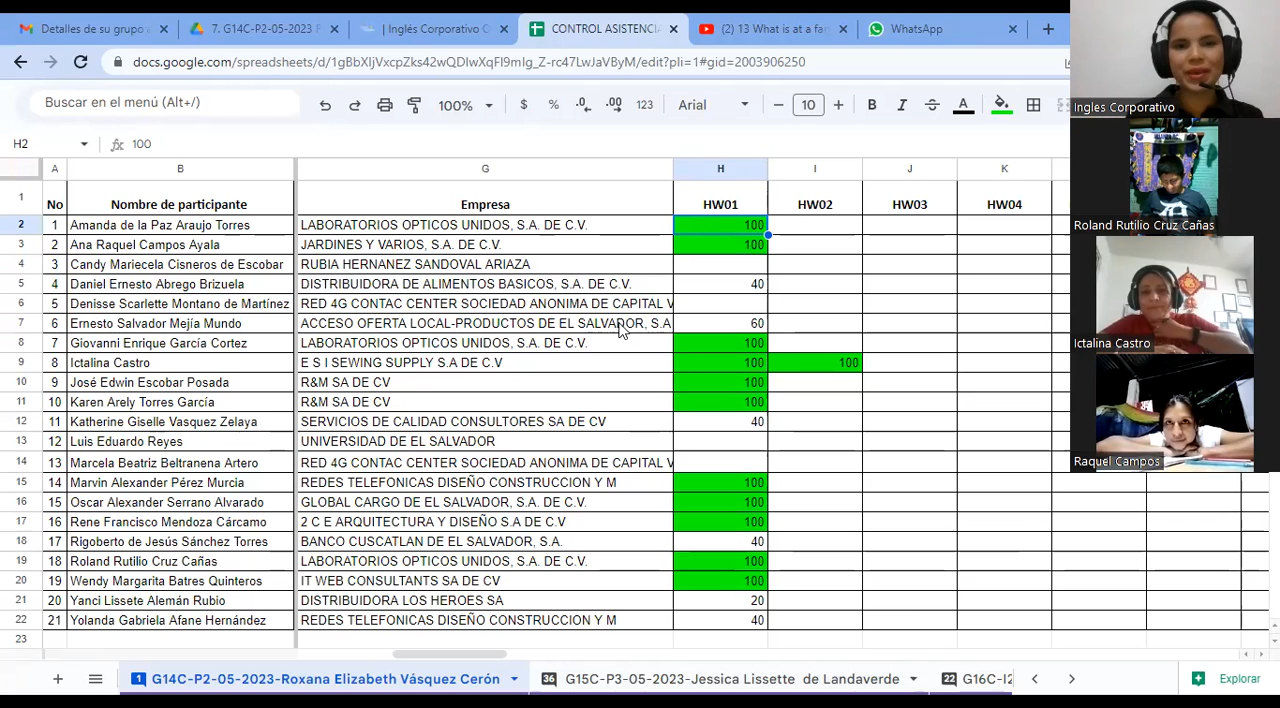 Detalles de su grupo
7. G14C-P2-05-2023 F
| Inglés Corporativo C
CONTROL ASISTENCIA
(2) 13 What is at a far
WhatsApp
docs.google.com/spreadsheets/d/1gBbXIjVxcpZks42wQDIwXqFI9mIg_Z-rc47LwJaVByM/edit?pli=1#gid=2003906250
Buscar en el menú (Alt+/)
100%
$ % .0 .00 123
Arial
10
B I A
H2
fx 100
A B G H I J K
1 No Nombre de participante Empresa HW01 HW02 HW03 HW04
2 1 Amanda de la Paz Araujo Torres LABORATORIOS OPTICOS UNIDOS, S.A. DE C.V. 100
3 2 Ana Raquel Campos Ayala JARDINES Y VARIOS, S.A. DE C.V. 100
4 3 Candy Mariecela Cisneros de Escobar RUBIA HERNANEZ SANDOVAL ARIAZA
5 4 Daniel Ernesto Abrego Brizuela DISTRIBUIDORA DE ALIMENTOS BASICOS, S.A. DE C.V. 40
6 5 Denisse Scarlette Montano de Martínez RED 4G CONTAC CENTER SOCIEDAD ANONIMA DE CAPITAL V
7 6 Ernesto Salvador Mejía Mundo ACCESO OFERTA LOCAL-PRODUCTOS DE EL SALVADOR, S.A 60
8 7 Giovanni Enrique García Cortez LABORATORIOS OPTICOS UNIDOS, S.A. DE C.V. 100
9 8 Ictalina Castro E S I SEWING SUPPLY S.A DE C.V 100 100
10 9 José Edwin Escobar Posada R&M SA DE CV 100
11 10 Karen Arely Torres García R&M SA DE CV 100
12 11 Katherine Giselle Vasquez Zelaya SERVICIOS DE CALIDAD CONSULTORES SA DE CV 40
13 12 Luis Eduardo Reyes UNIVERSIDAD DE EL SALVADOR
14 13 Marcela Beatriz Beltranena Artero RED 4G CONTAC CENTER SOCIEDAD ANONIMA DE CAPITAL V
15 14 Marvin Alexander Pérez Murcia REDES TELEFONICAS DISEÑO CONSTRUCCION Y M 100
16 15 Oscar Alexander Serrano Alvarado GLOBAL CARGO DE EL SALVADOR, S.A. DE C.V. 100
17 16 Rene Francisco Mendoza Cárcamo 2 C E ARQUITECTURA Y DISEÑO S.A DE C.V 100
18 17 Rigoberto de Jesús Sánchez Torres BANCO CUSCATLAN DE EL SALVADOR, S.A. 40
19 18 Roland Rutilio Cruz Cañas LABORATORIOS OPTICOS UNIDOS, S.A. DE C.V. 100
20 19 Wendy Margarita Batres Quinteros IT WEB CONSULTANTS SA DE CV 100
21 20 Yanci Lissete Alemán Rubio DISTRIBUIDORA LOS HEROES SA 20
22 21 Yolanda Gabriela Afane Hernández REDES TELEFONICAS DISEÑO CONSTRUCCION Y M 40
23
1 G14C-P2-05-2023-Roxana Elizabeth Vásquez Cerón
36 G15C-P3-05-2023-Jessica Lissette de Landaverde
22 G16C-I2
Explorar
Ingles Corporativo
Roland Rutilio Cruz Cañas
Ictalina Castro
Raquel Campos